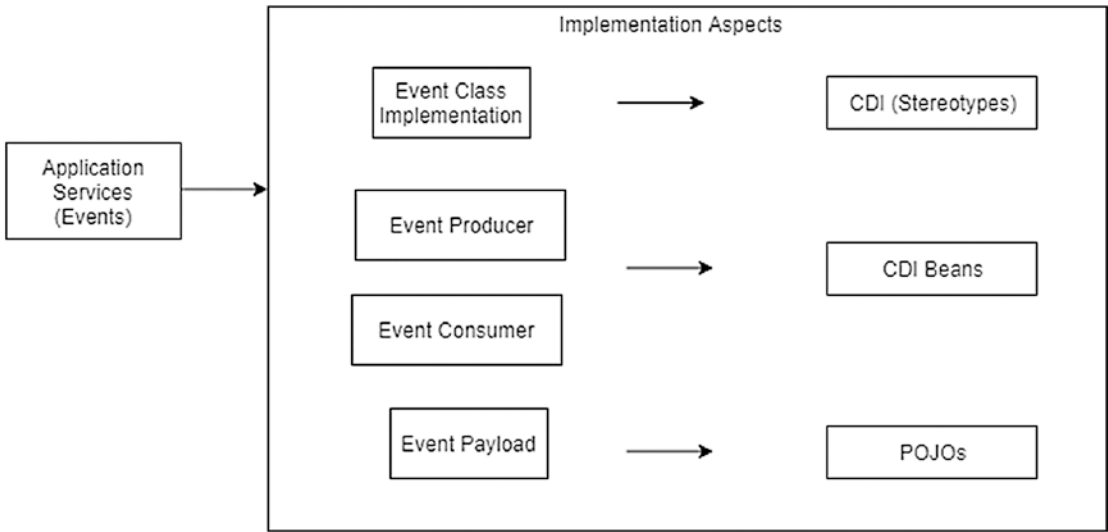 Implementation Aspects
Application
Services
(Events)
Event Class
Implementation
CDI (Stereotypes)
Event Producer
CDI Beans
Event Consumer
Event Payload
POJOs